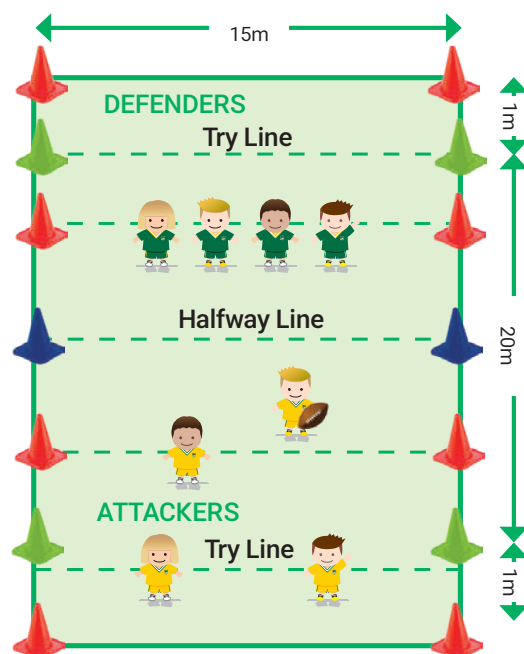 15m
DEFENDERS
Try Line
1m
Halfway Line
20m
ATTACKERS
Try Line
1m